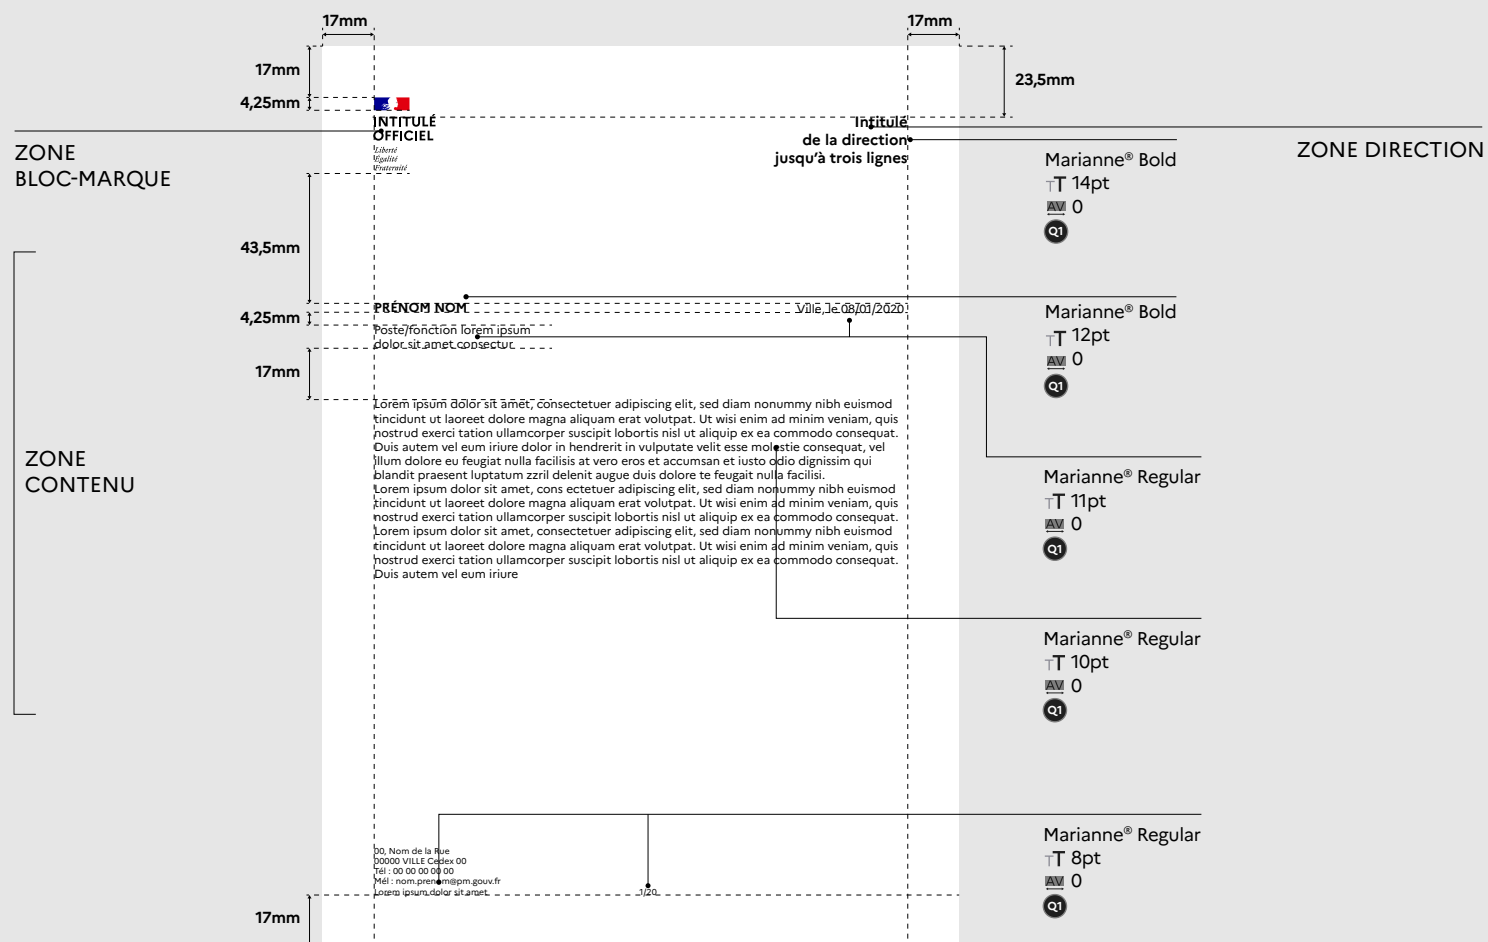 17mm
17mm
17mm
23,5mm
4,25mm
INTITULÉ
OFFICIEL
Liberté
Égalité
Fraternité
Intitulé
de la direction
jusqu'à trois lignes
ZONE
BLOC-MARQUE
ZONE DIRECTION
Marianne® Bold
TT 14pt
AV 0
Q1
43,5mm
PRÉNOM NOM
Ville, le 08/01/2020
4,25mm
Poste/fonction lorem ipsum
dolor sit amet consectur
Marianne® Bold
TT 12pt
AV 0
Q1
17mm
Lorem ipsum dolor sit amet, consectetuer adipiscing elit, sed diam nonummy nibh euismod
tincidunt ut laoreet dolore magna aliquam erat volutpat. Ut wisi enim ad minim veniam, quis
nostrud exerci tation ullamcorper suscipit lobortis nisl ut aliquip ex ea commodo consequat.
Duis autem vel eum iriure dolor in hendrerit in vulputate velit esse molestie consequat, vel
illum dolore eu feugiat nulla facilisis at vero eros et accumsan et iusto odio dignissim qui
blandit praesent luptatum zzril delenit augue duis dolore te feugait nulla facilisi.
Lorem ipsum dolor sit amet, cons ectetuer adipiscing elit, sed diam nonummy nibh euismod
tincidunt ut laoreet dolore magna aliquam erat volutpat. Ut wisi enim ad minim veniam, quis
nostrud exerci tation ullamcorper suscipit lobortis nisl ut aliquip ex ea commodo consequat.
Lorem ipsum dolor sit amet, consectetuer adipiscing elit, sed diam nonummy nibh euismod
tincidunt ut laoreet dolore magna aliquam erat volutpat. Ut wisi enim ad minim veniam, quis
nostrud exerci tation ullamcorper suscipit lobortis nisl ut aliquip ex ea commodo consequat.
Duis autem vel eum iriure
ZONE
CONTENU
Marianne® Regular
TT 11pt
AV 0
Q1
Marianne® Regular
TT 10pt
AV 0
Q1
00, Nom de la Rue
00000 VILLE Cedex 00
Tél : 00 00 00 00 00
Mél : nom.prenom@pm.gouv.fr
Lorem ipsum dolor sit amet
1/20
Marianne® Regular
TT 8pt
AV 0
Q1
17mm